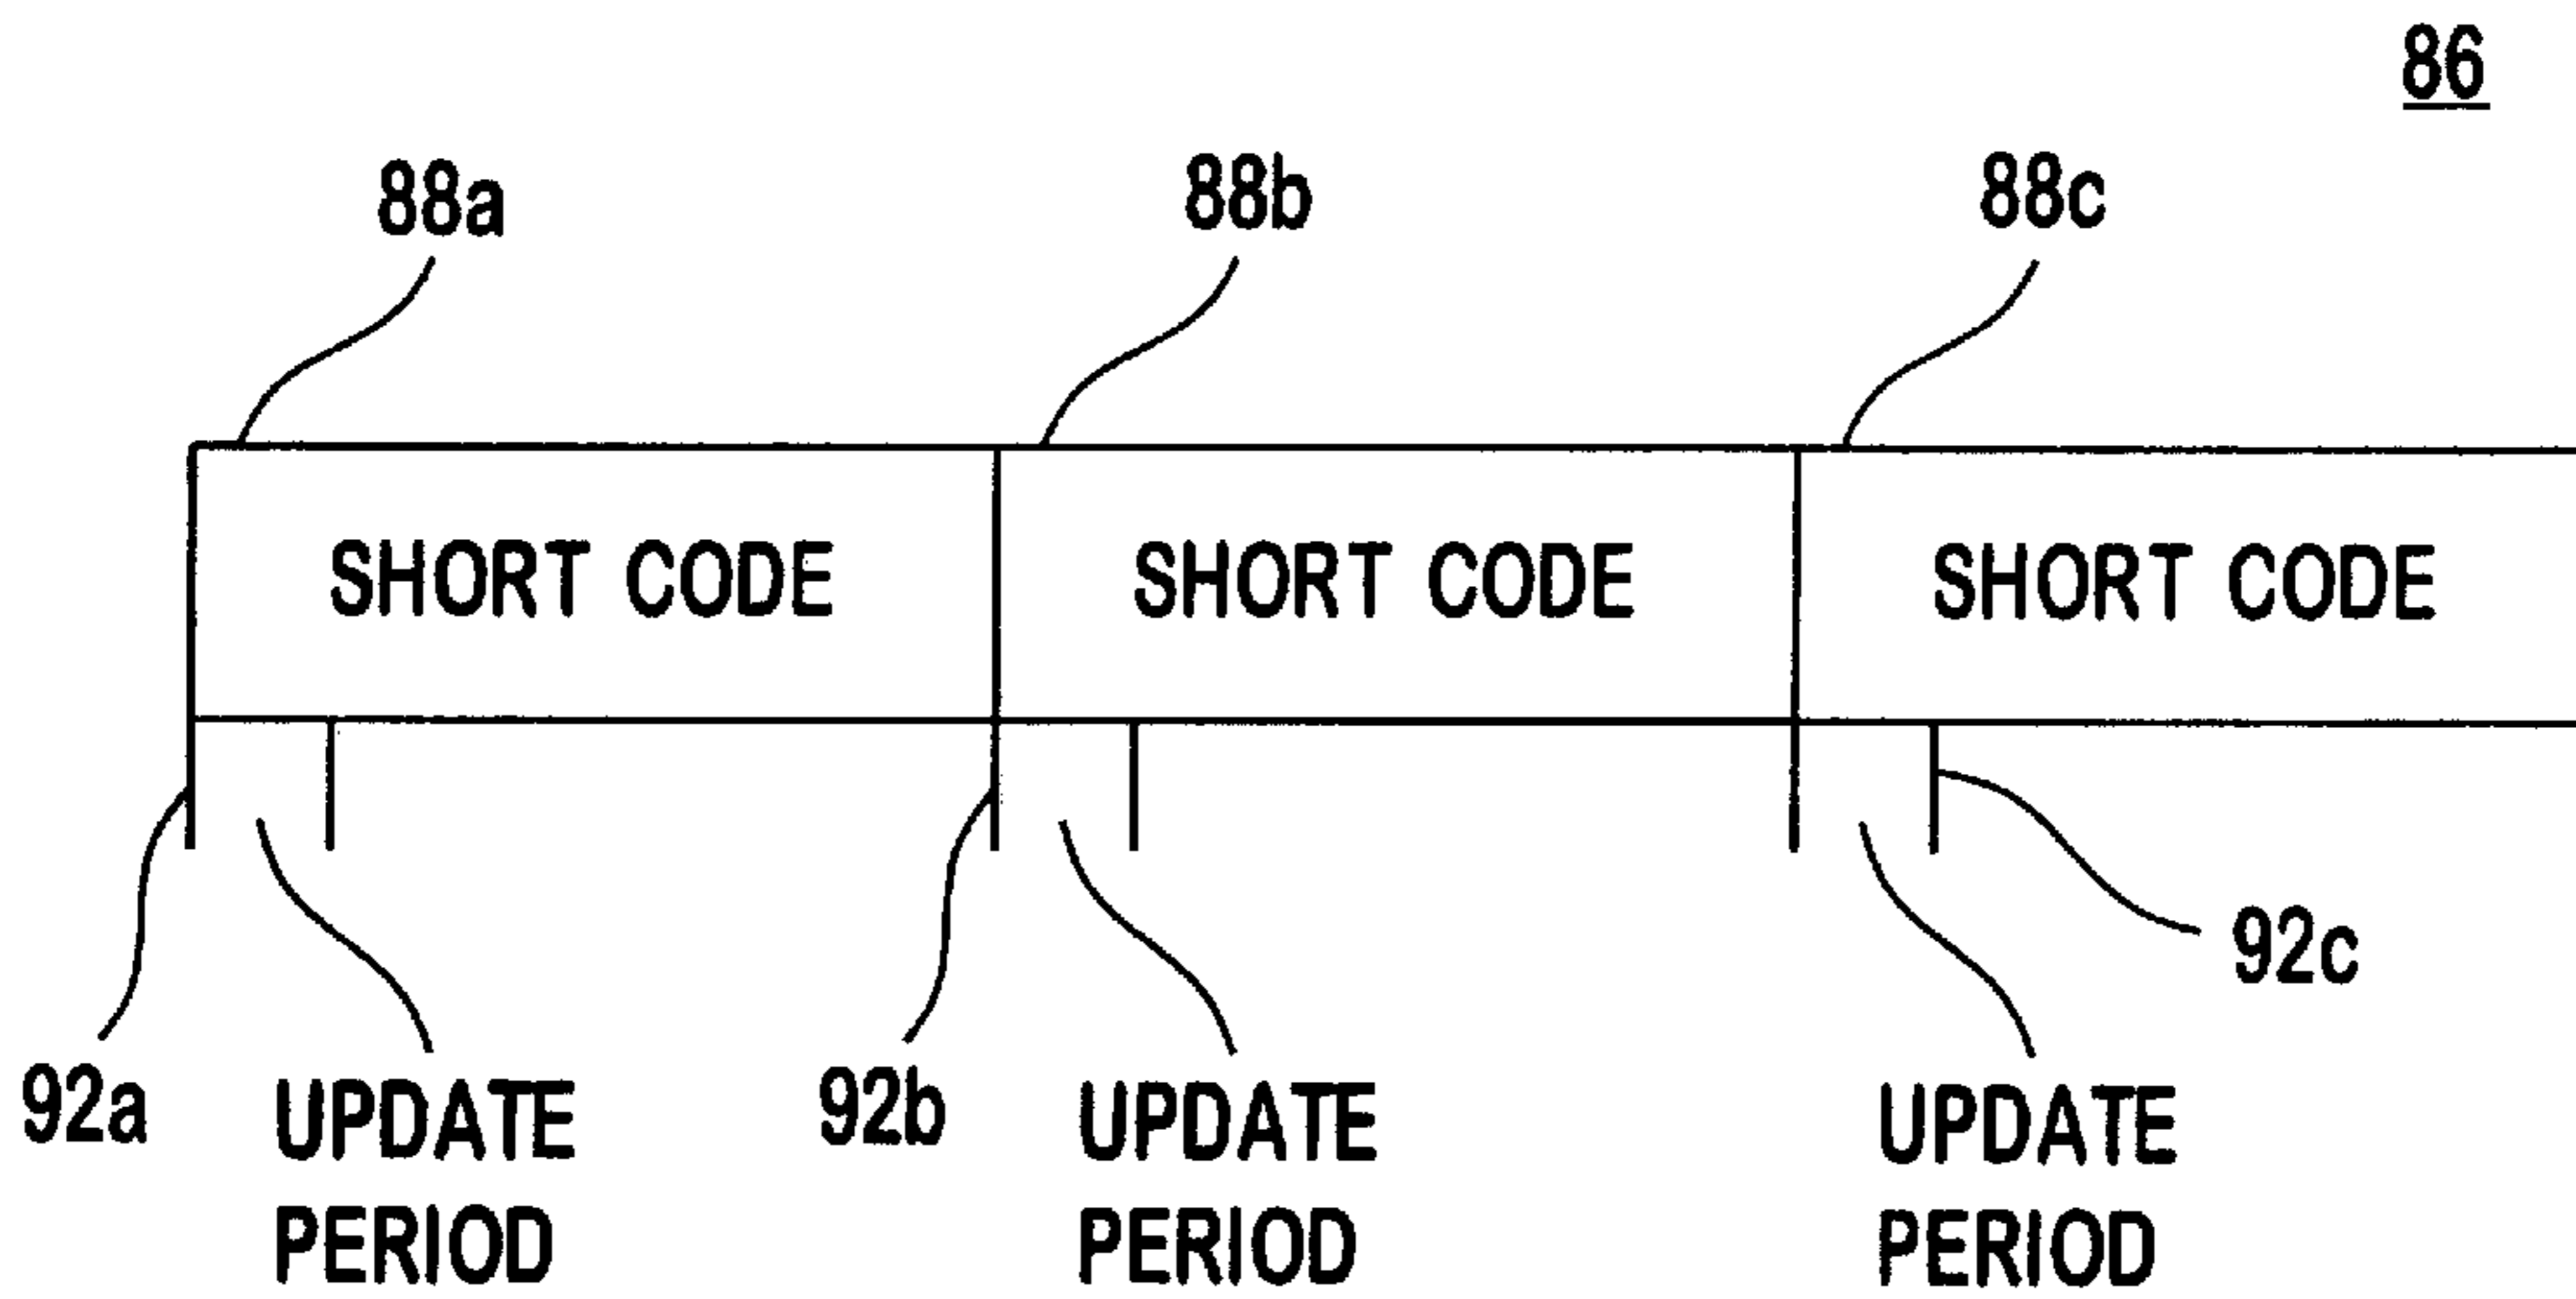 86
88a
88b
88c
SHORT CODE
SHORT CODE
SHORT CODE
92c
92a
UPDATE
PERIOD
92b
UPDATE
PERIOD
UPDATE
PERIOD